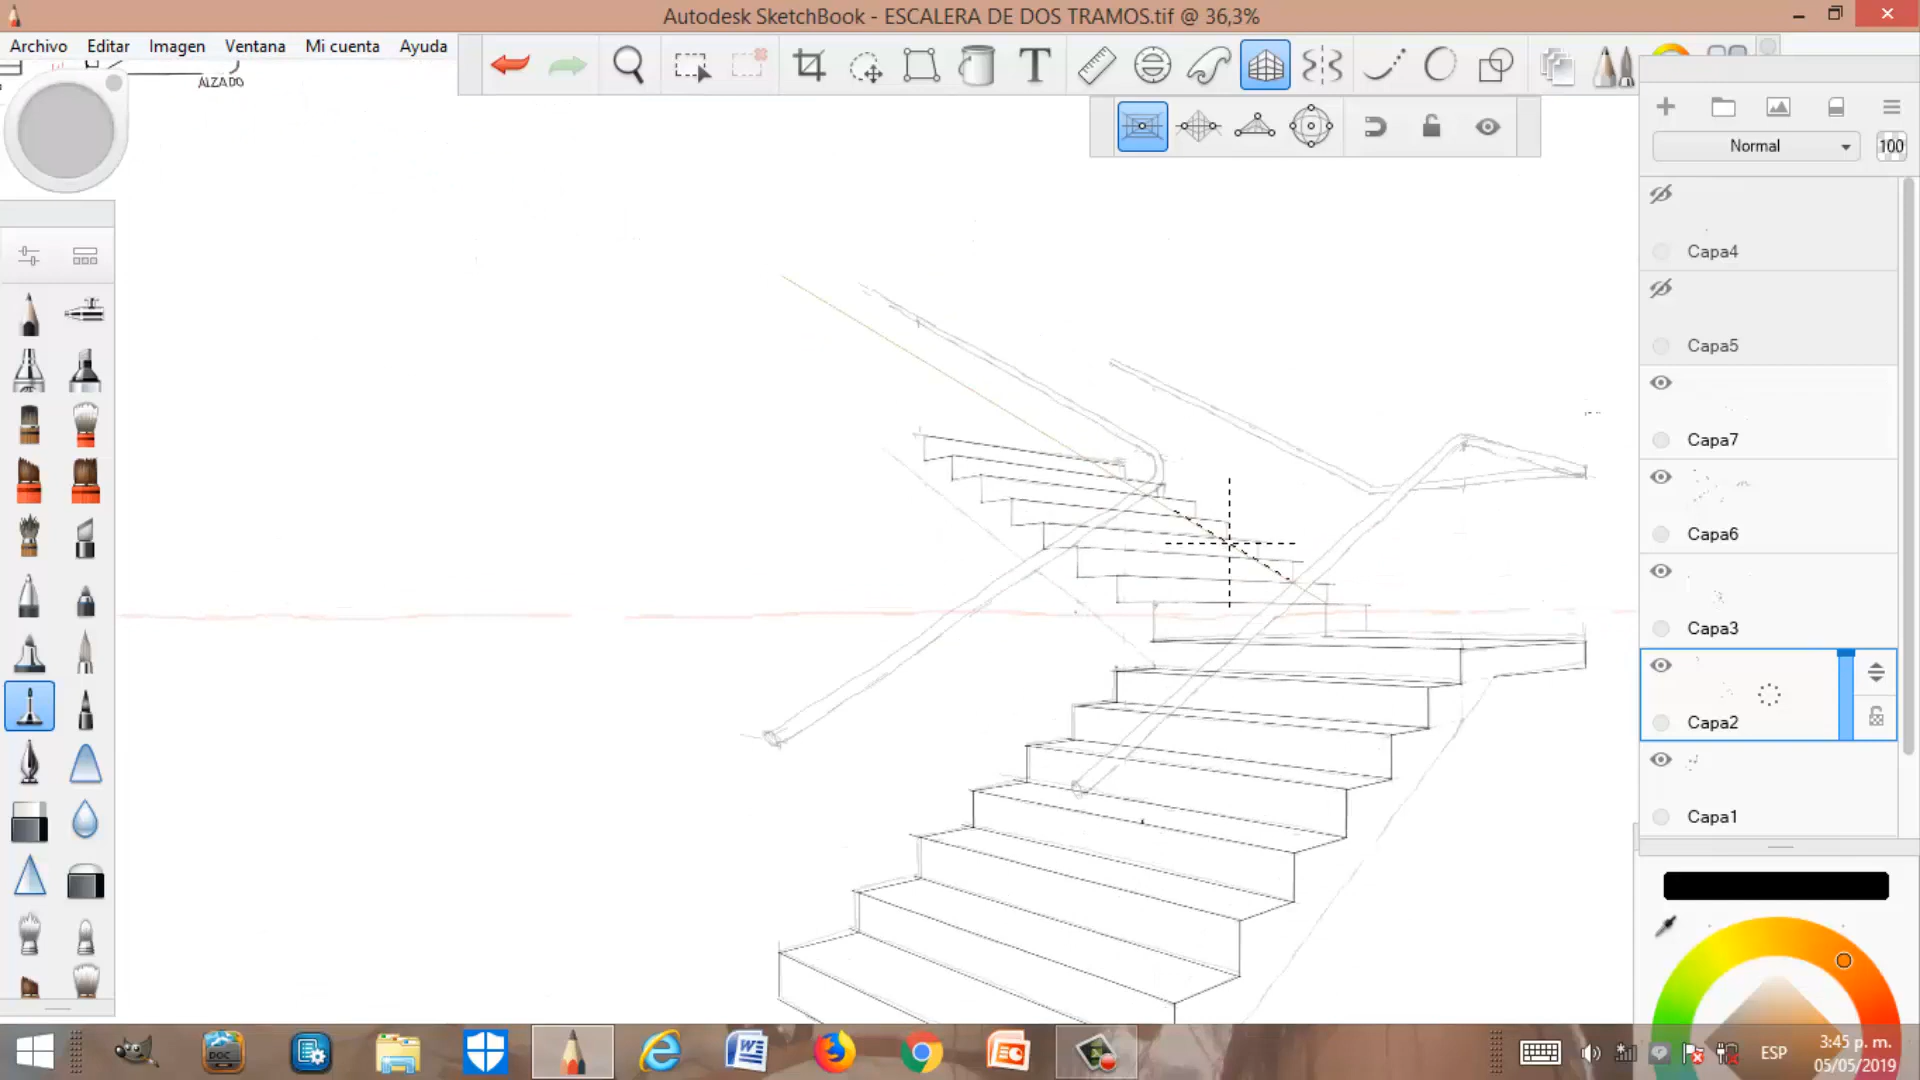 Autodesk SketchBook - ESCALERA DE DOS TRAMOS.tif @ 36,3%
Archivo Editar Imagen Ventana Mi cuenta Ayuda
ALZADO
T
Normal 100
Capa4
Capa5
Capa7
Capa6
Capa3
Capa2
Capa1
DOC
W
ESP
3:45 p. m.
05/05/2019